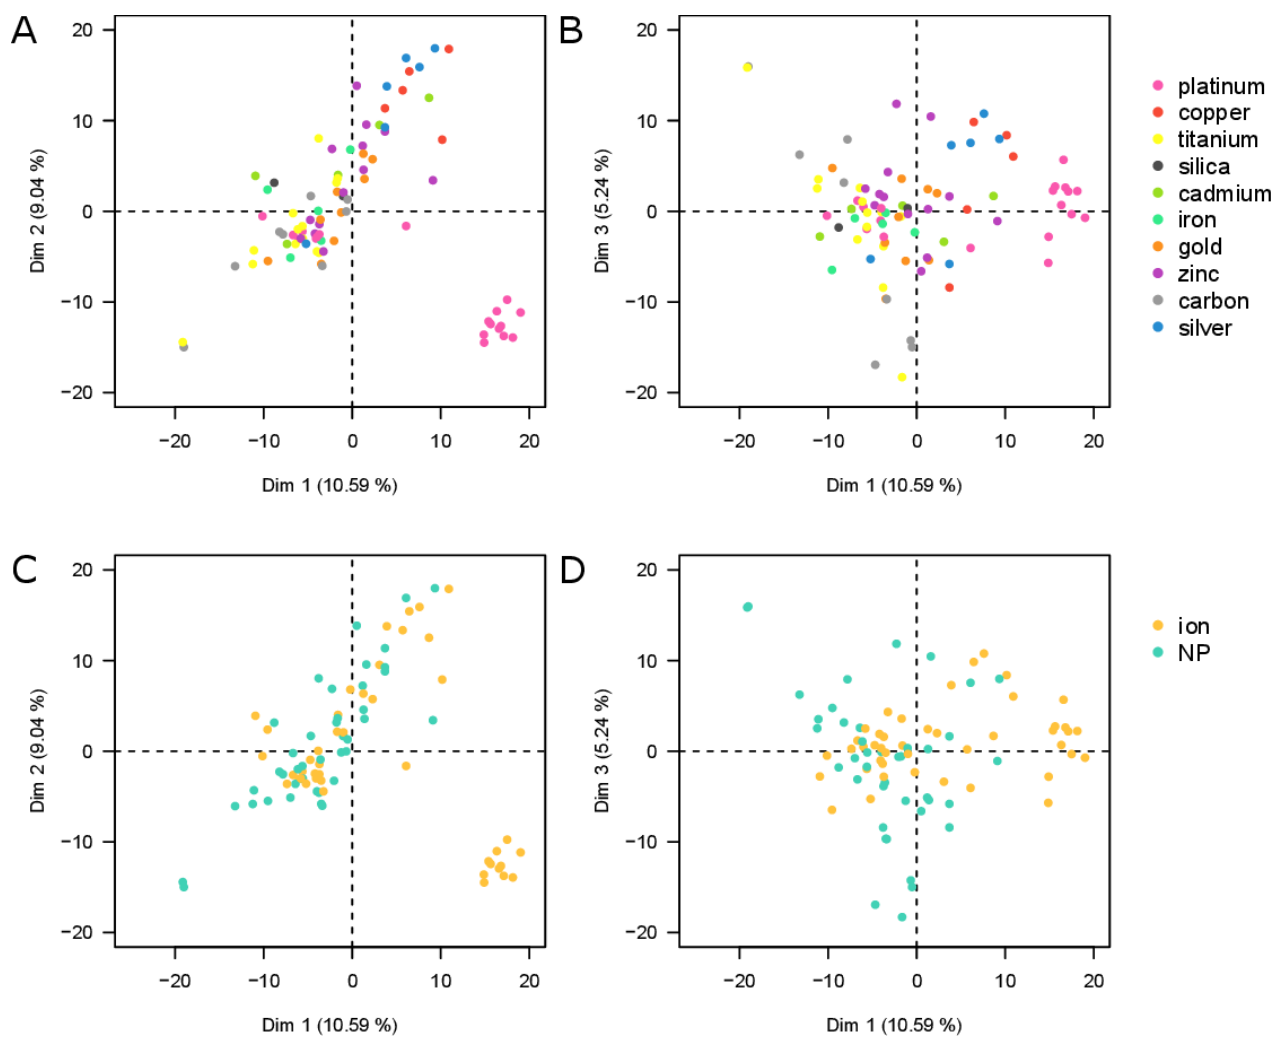 A
20
10
0
−10
−20
−20
−10
0
10
20
Dim 2 (9.04 %)
Dim 1 (10.59 %)
B
20
10
0
−10
−20
−20
−10
0
10
20
Dim 3 (5.24 %)
Dim 1 (10.59 %)
platinum
copper
titanium
silica
cadmium
iron
gold
zinc
carbon
silver
C
20
10
0
−10
−20
−20
−10
0
10
20
Dim 2 (9.04 %)
Dim 1 (10.59 %)
D
20
10
0
−10
−20
−20
−10
0
10
20
Dim 3 (5.24 %)
Dim 1 (10.59 %)
ion
NP